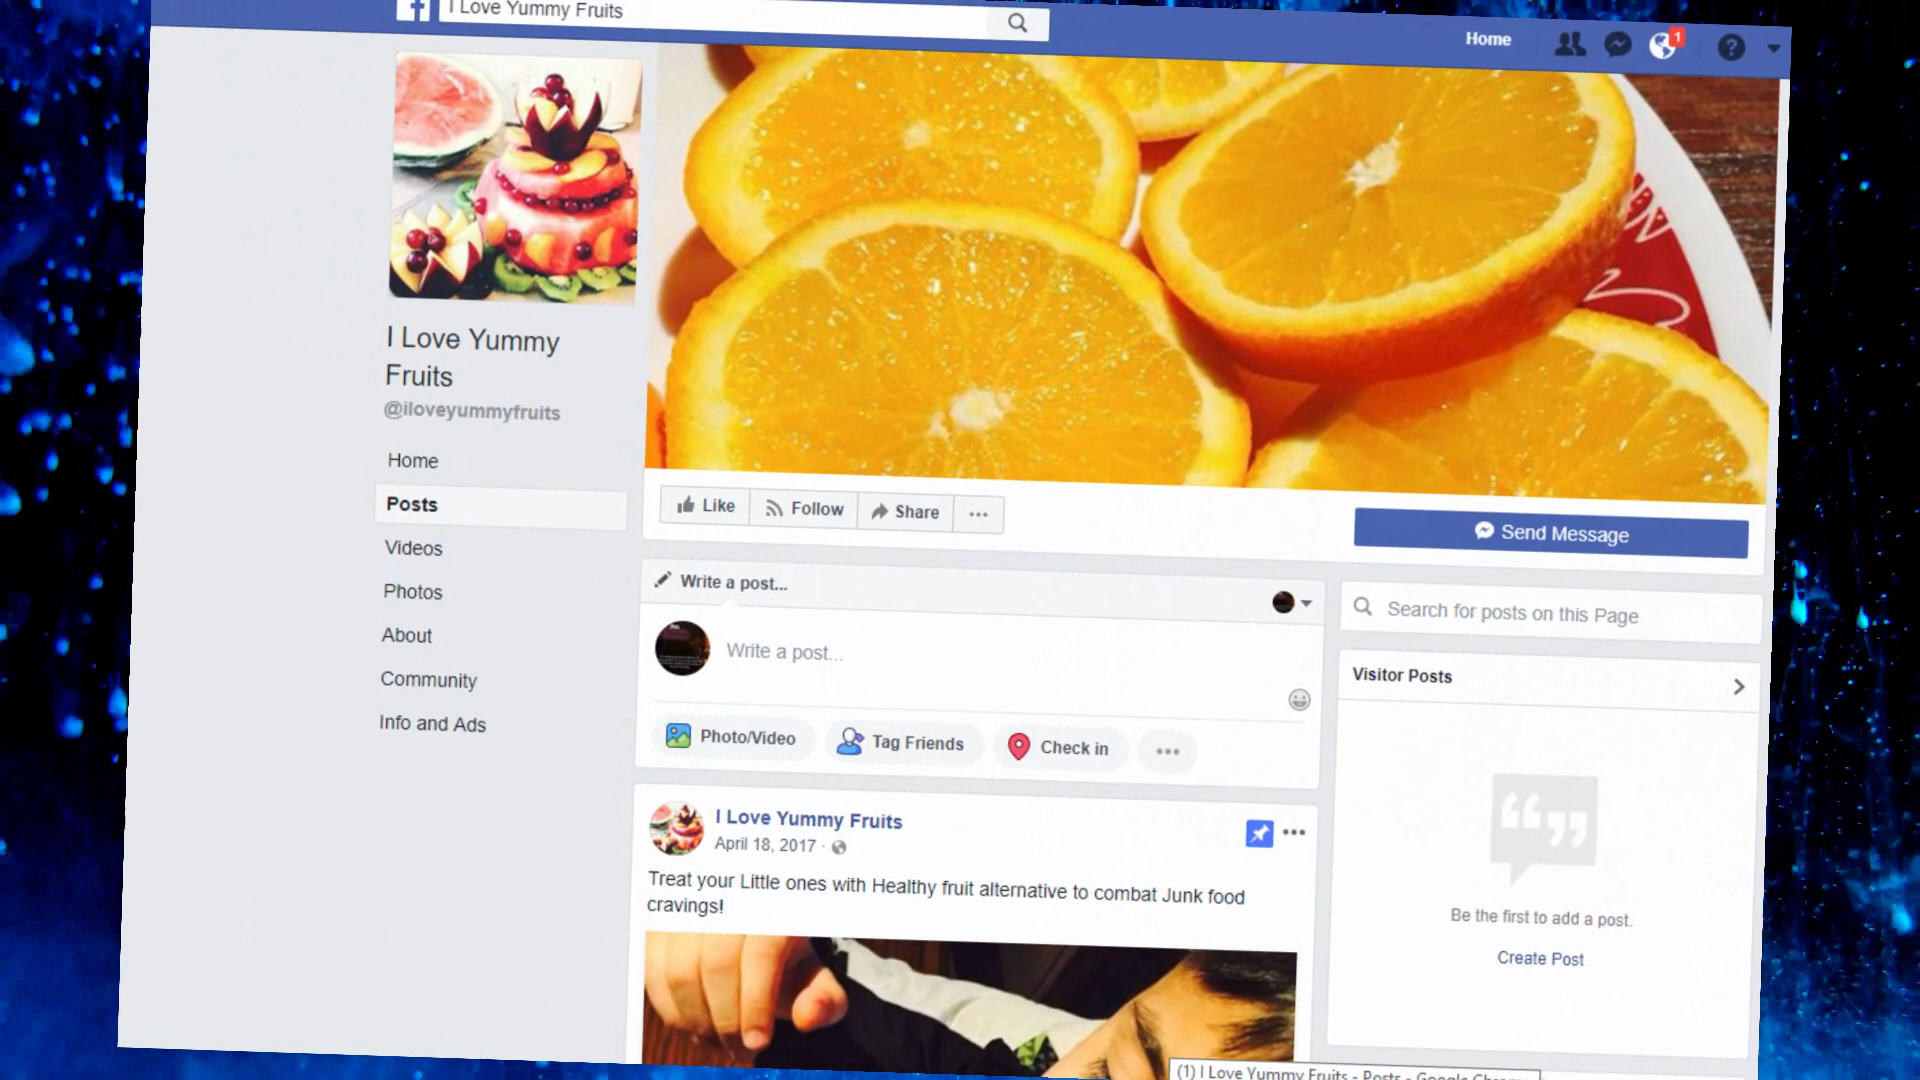 I Love Yummy Fruits
Home
1
I Love Yummy
Fruits
@iloveyummyfruits
Home
Posts
Videos
Photos
About
Community
Info and Ads
Like
Follow
Share
Send Message
Write a post...
Write a post...
Photo/Video
Tag Friends
Check in
Search for posts on this Page
Visitor Posts
Be the first to add a post.
Create Post
I Love Yummy Fruits
April 18, 2017 ·
Treat your Little ones with Healthy fruit alternative to combat Junk food
cravings!
(1) I Love Yummy Fruits - Posts - Google Chrome